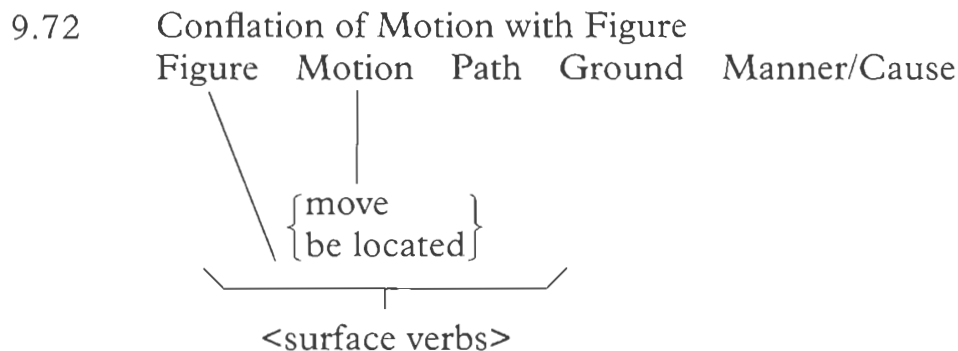 9.72 Conflation of Motion with Figure
Figure Motion Path Ground Manner/Cause
move
be located
<surface verbs>